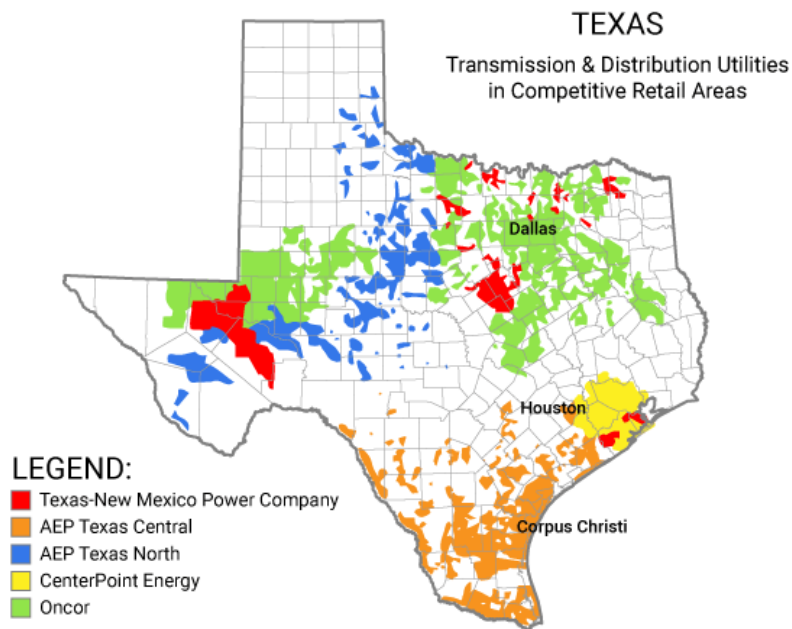 TEXAS
Transmission & Distribution Utilities
in Competitive Retail Areas
Dallas
Houston
Corpus Christi
LEGEND:
Texas-New Mexico Power Company
AEP Texas Central
AEP Texas North
CenterPoint Energy
Oncor